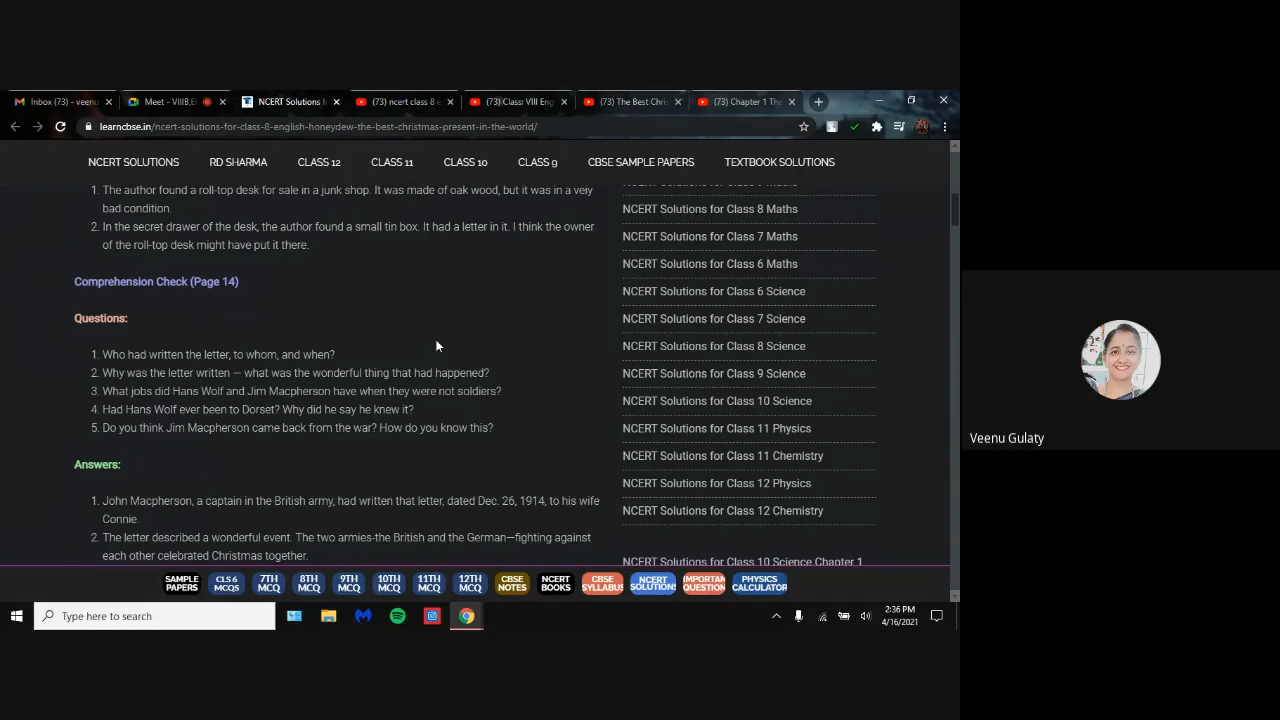 Inbox (73) - veenu
Meet - VIIIB,E
NCERT Solutions f
(73) ncert class 8 e
(73) Class: VIII Eng
(73) The Best Chris
(73) Chapter 1 The
learncbse.in/ncert-solutions-for-class-8-english-honeydew-the-best-christmas-present-in-the-world/
NCERT SOLUTIONS RD SHARMA CLASS 12 CLASS 11 CLASS 10 CLASS 9 CBSE SAMPLE PAPERS TEXTBOOK SOLUTIONS
1. The author found a roll-top desk for sale in a junk shop. It was made of oak wood, but it was in a very
bad condition.
2. In the secret drawer of the desk, the author found a small tin box. It had a letter in it. I think the owner
of the roll-top desk might have put it there.
Comprehension Check (Page 14)
Questions:
1. Who had written the letter, to whom, and when?
2. Why was the letter written — what was the wonderful thing that had happened?
3. What jobs did Hans Wolf and Jim Macpherson have when they were not soldiers?
4. Had Hans Wolf ever been to Dorset? Why did he say he knew it?
5. Do you think Jim Macpherson came back from the war? How do you know this?
Answers:
1. John Macpherson, a captain in the British army, had written that letter, dated Dec. 26, 1914, to his wife
Connie.
2. The letter described a wonderful event. The two armies-the British and the German—fighting against
each other celebrated Christmas together.
NCERT Solutions for Class 8 Maths
NCERT Solutions for Class 7 Maths
NCERT Solutions for Class 6 Maths
NCERT Solutions for Class 6 Science
NCERT Solutions for Class 7 Science
NCERT Solutions for Class 8 Science
NCERT Solutions for Class 9 Science
NCERT Solutions for Class 10 Science
NCERT Solutions for Class 11 Physics
NCERT Solutions for Class 11 Chemistry
NCERT Solutions for Class 12 Physics
NCERT Solutions for Class 12 Chemistry
NCERT Solutions for Class 10 Science Chapter 1
SAMPLE PAPERS
CLS 6 MCQS
7TH MCQ
8TH MCQ
9TH MCQ
10TH MCQ
11TH MCQ
12TH MCQ
CBSE NOTES
NCERT BOOKS
CBSE SYLLABUS
NCERT SOLUTIONS
IMPORTAN QUESTION
PHYSICS CALCULATOR
Type here to search
2:36 PM
4/16/2021
Veenu Gulaty